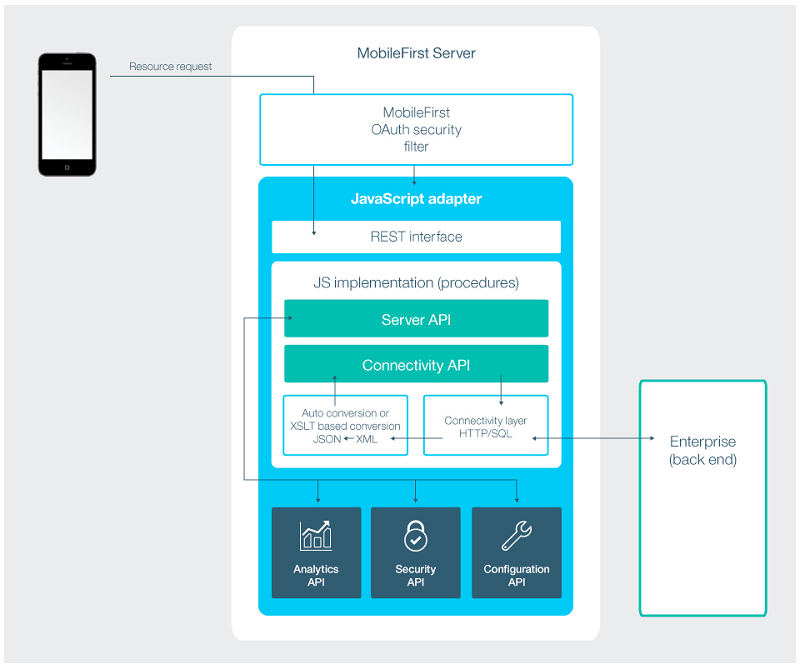 MobileFirst Server
Resource request
MobileFirst
OAuth security
filter
JavaScript adapter
REST interface
JS implementation (procedures)
Server API
Connectivity API
Auto conversion or
XSLT based conversion
JSON XML
Connectivity layer
HTTP/SQL
Enterprise
(back end)
Analytics
API
Security
API
Configuration
API